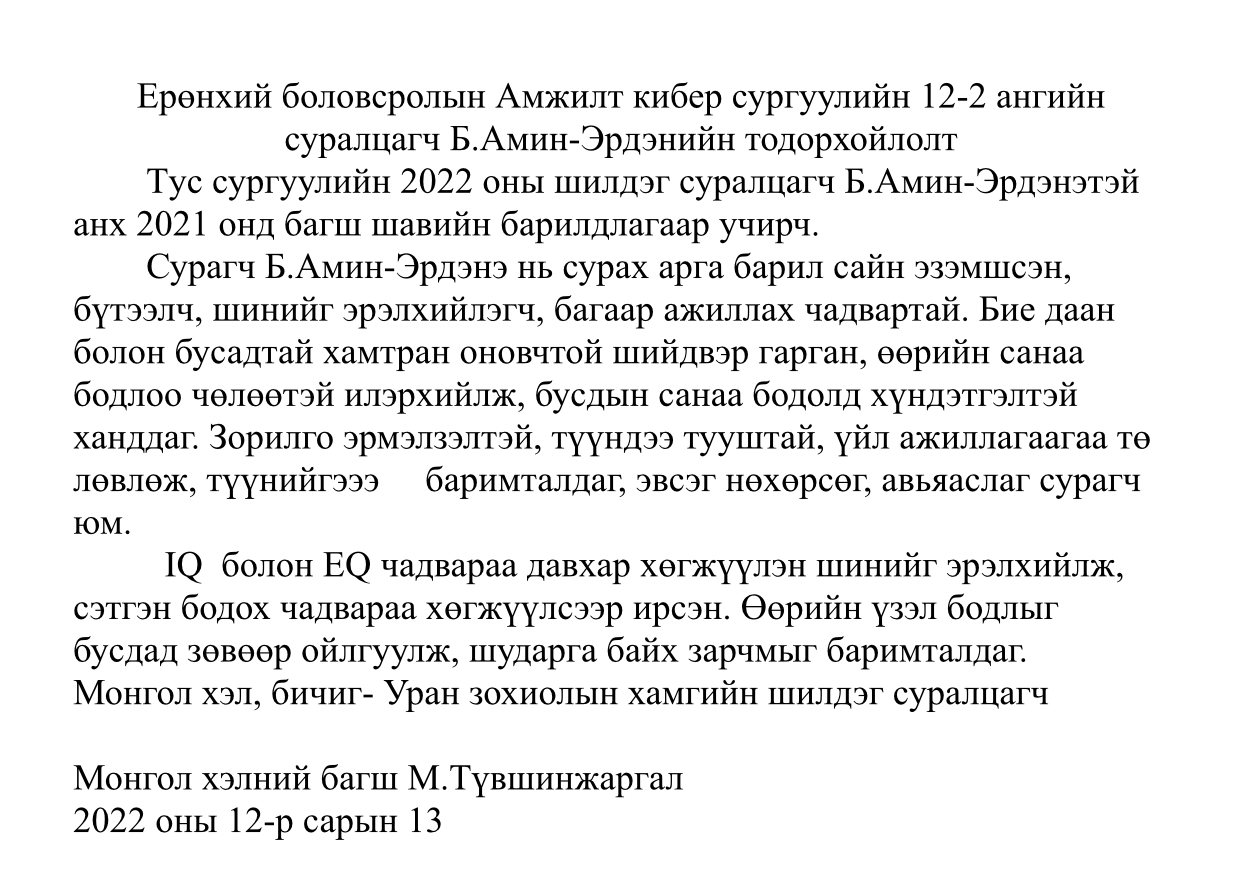 Ерөнхий боловсролын Амжилт кибер сургуулийн 12-2 ангийн
суралцагч Б.Амин-Эрдэнийн тодорхойлолт
Тус сургуулийн 2022 оны шилдэг суралцагч Б.Амин-Эрдэнэтэй
анх 2021 онд багш шавийн барилдлагаар учирч.
Сурагч Б.Амин-Эрдэнэ нь сурах арга барил сайн эзэмшсэн,
бүтээлч, шинийг эрэлхийлэгч, багаар ажиллах чадвартай. Бие даан
болон бусадтай хамтран оновчтой шийдвэр гарган, өөрийн санаа
бодлоо чөлөөтэй илэрхийлж, бусдын санаа бодолд хүндэтгэлтэй
ханддаг. Зорилго эрмэлзэлтэй, түүндээ тууштай, үйл ажиллагаагаа тө
лөвлөж, түүнийгэээ баримталдаг, эвсэг нөхөрсөг, авьяаслаг сурагч
юм.
IQ болон EQ чадвараа давхар хөгжүүлэн шинийг эрэлхийлж,
сэтгэн бодох чадвараа хөгжүүлсээр ирсэн. Өөрийн үзэл бодлыг
бусдад зөвөөр ойлгуулж, шударга байх зарчмыг баримталдаг.
Монгол хэл, бичиг- Уран зохиолын хамгийн шилдэг суралцагч
Монгол хэлний багш М.Түвшинжаргал
2022 оны 12-р сарын 13